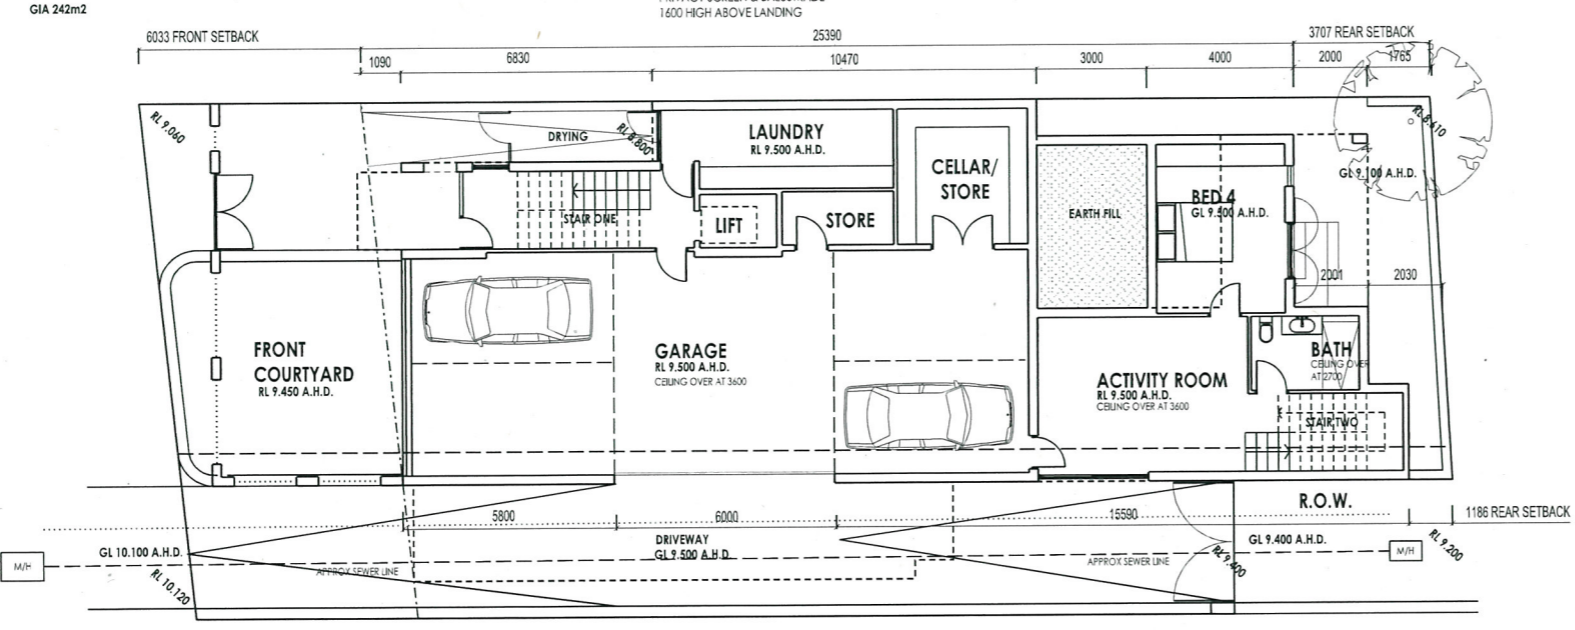 GIA 242m2
1600 HIGH ABOVE LANDING
6033 FRONT SETBACK
25390
3707 REAR SETBACK
1090
6830
10470
3000
4000
2000
1765
RL 9.060
DRYING
RL 8.800
LAUNDRY
RL 9.500 A.H.D.
CELLAR/
STORE
RL 8.610
GL 9.100 A.H.D.
BED 4
GL 9.500 A.H.D.
EARTH FILL
STAIR ONE
LIFT
STORE
2001
2030
FRONT
COURTYARD
RL 9.450 A.H.D.
GARAGE
RL 9.500 A.H.D.
CEILING OVER AT 3600
BATH
CEILING OVER
AT 2700
ACTIVITY ROOM
RL 9.500 A.H.D.
CEILING OVER AT 3600
STAIR TWO
R.O.W.
5800
6000
15590
1186 REAR SETBACK
DRIVEWAY
GL 9.500 A.H.D.
GL 10.100 A.H.D.
GL 9.400 A.H.D.
RL 9.200
M/H
APPROX SEWER LINE
APPROX SEWER LINE
RL 9.400
M/H
RL 10.120